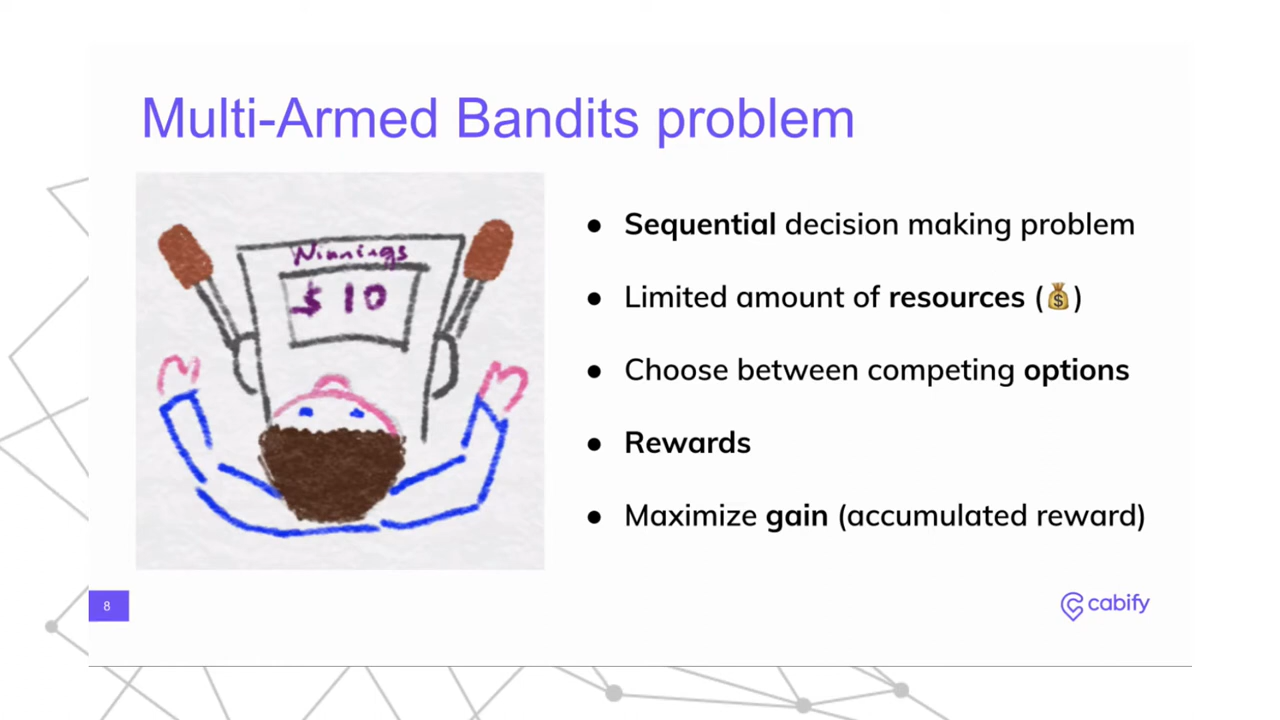 Multi-Armed Bandits problem
Winnings
$ 10
● Sequential decision making problem
● Limited amount of resources (💰)
● Choose between competing options
● Rewards
● Maximize gain (accumulated reward)
8
cabify